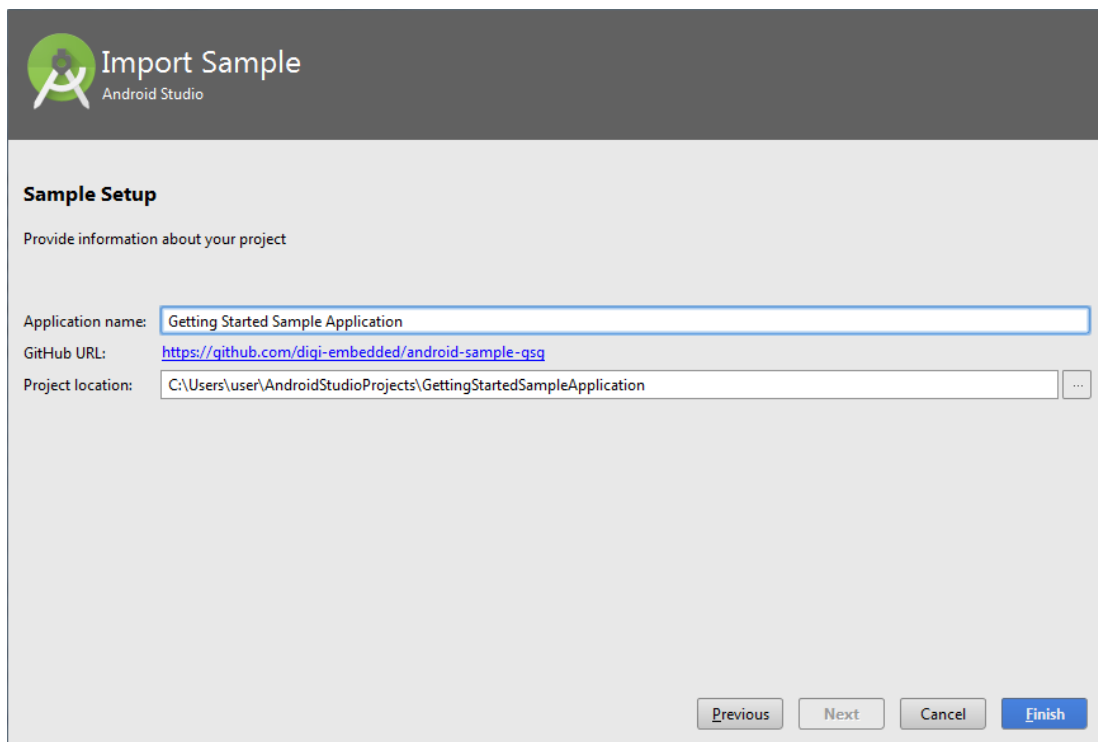 Import Sample
Android Studio
Sample Setup
Provide information about your project
Application name: Getting Started Sample Application
GitHub URL: https://github.com/digi-embedded/android-sample-gsg
Project location: C:\Users\user\AndroidStudioProjects\GettingStartedSampleApplication ...
Previous Next Cancel Finish